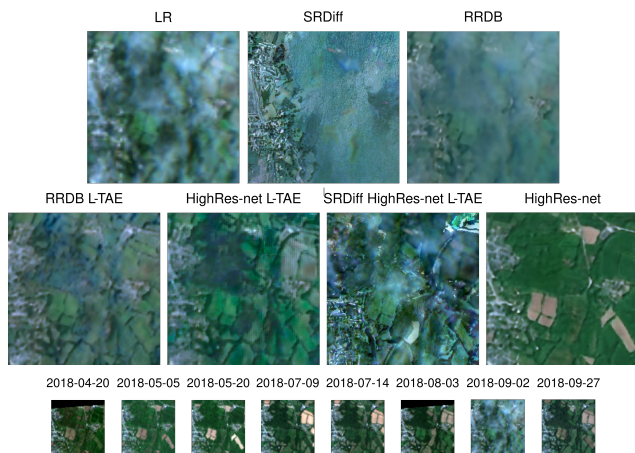 LR SRDiff RRDB
RRDB L-TAE HighRes-net L-TAE SRDiff HighRes-net L-TAE HighRes-net
2018-04-20 2018-05-05 2018-05-20 2018-07-09 2018-07-14 2018-08-03 2018-09-02 2018-09-27